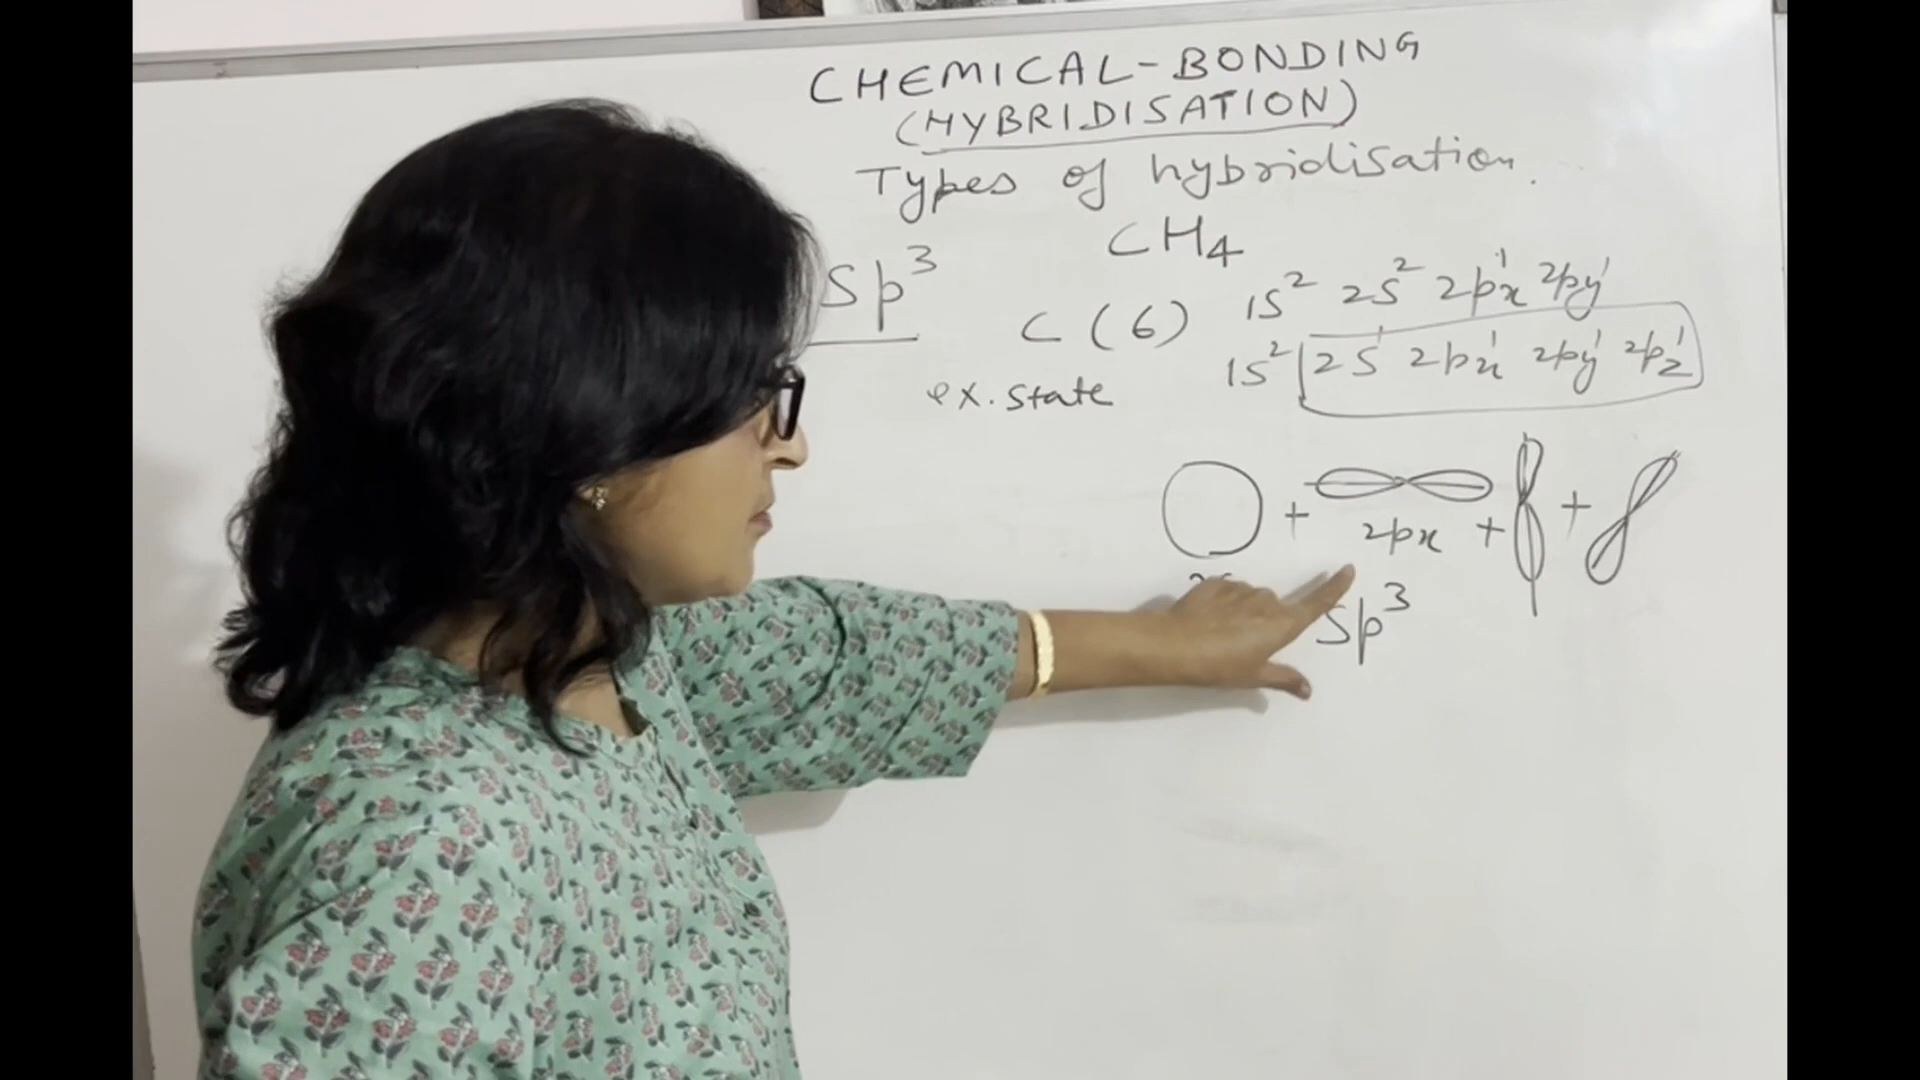 CHEMICAL-BONDING
(HYBRIDISATION)
Types of hybridisation.
CH₄
Sp³
C (6) 1S² 2S² 2px¹ 2py¹
ex. state 1S² 2S¹ 2px¹ 2py¹ 2pz¹
+ + +
2px
Sp³